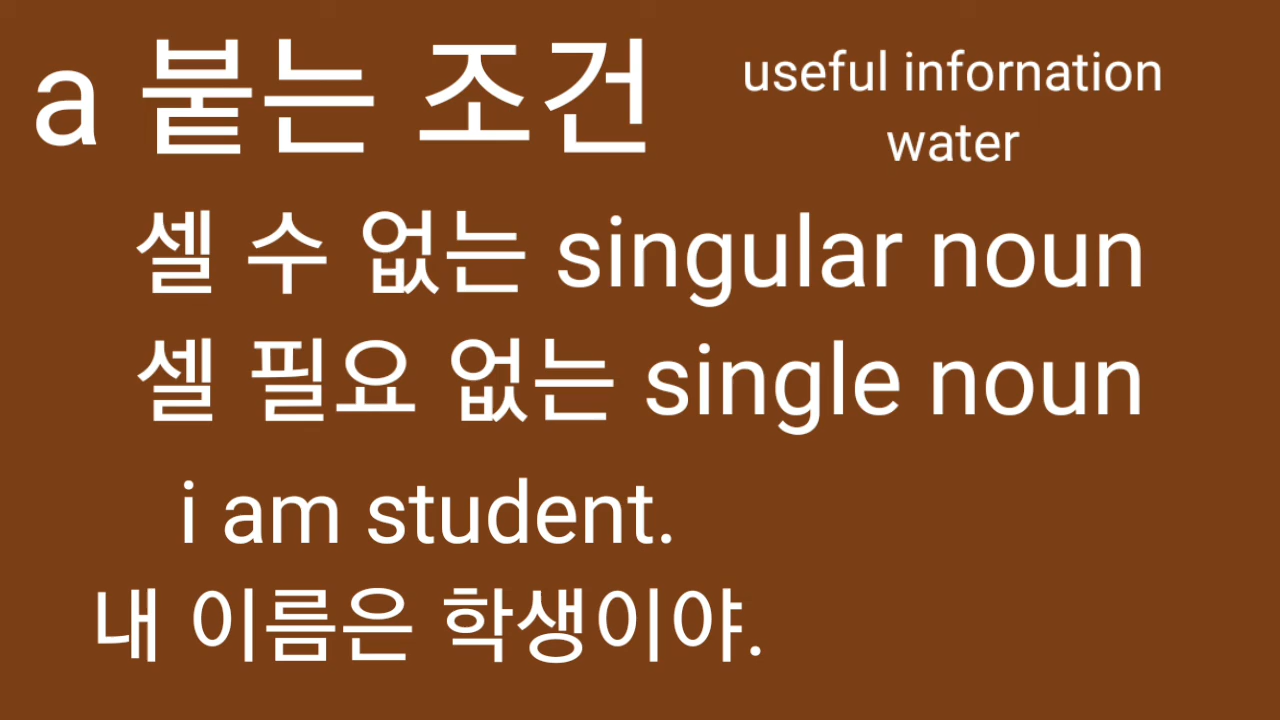 a 붙는 조건
useful infornation
water
셀 수 없는 singular noun
셀 필요 없는 single noun
i am student.
내 이름은 학생이야.